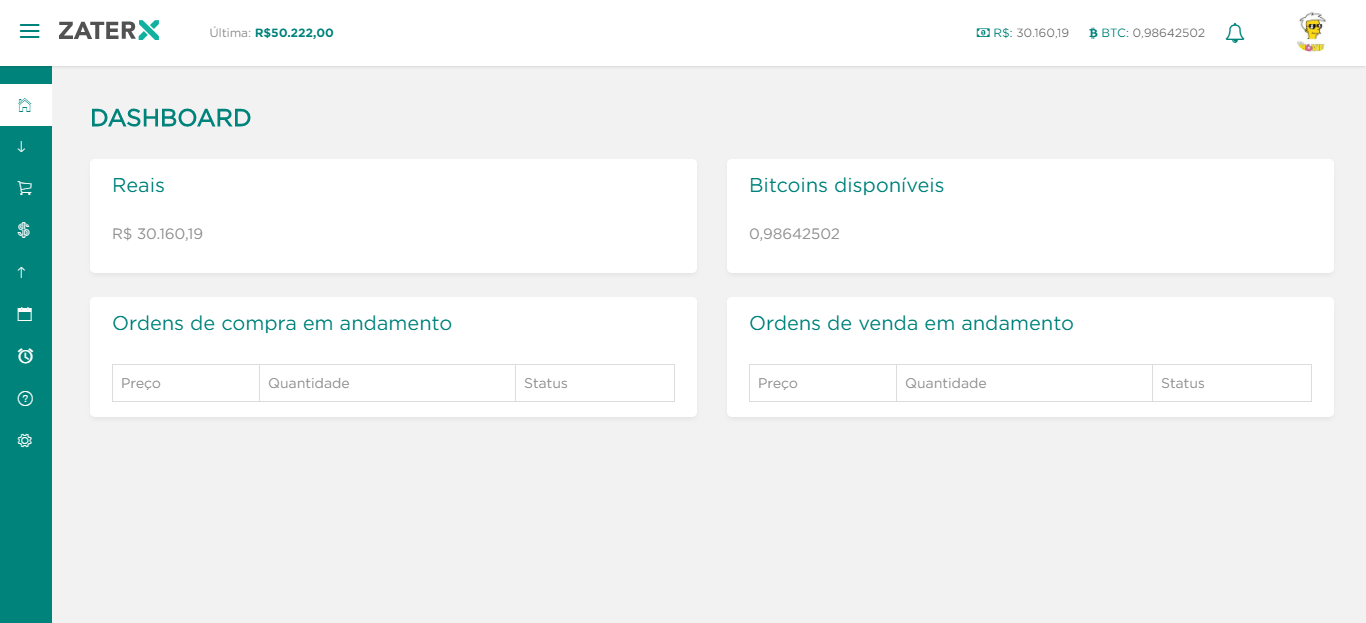 ZATERX Última: R$50.222,00 R$: 30.160,19 BTC: 0,98642502
DASHBOARD
Reais
R$ 30.160,19
Bitcoins disponíveis
0,98642502
Ordens de compra em andamento
Preço Quantidade Status
Ordens de venda em andamento
Preço Quantidade Status